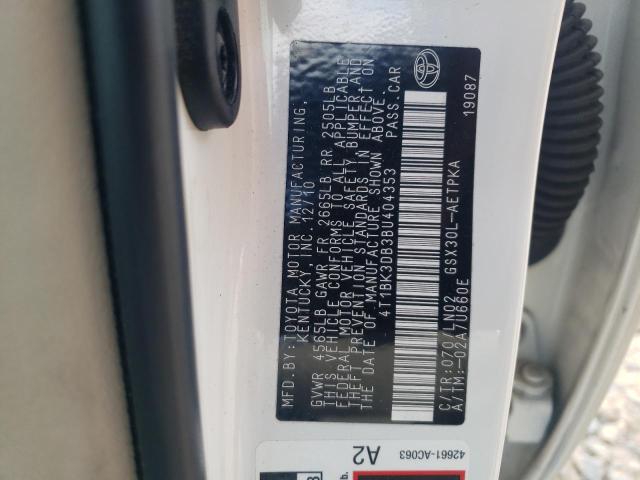 MFD.BY:TOYOTA MOTOR MANUFACTURING,
KENTUCKY, INC. 12/10
GVWR 4565LB GAWR FR 2665LB RR 2505LB
THIS VEHICLE CONFORMS TO ALL APPLICABLE
FEDERAL MOTOR VEHICLE SAFETY, BUMPER, AND
THEFT PREVENTION STANDARDS IN EFFECT ON
THE DATE OF MANUFACTURE SHOWN ABOVE.
4T1BK3DB3BU404353 PASS.CAR
C/TR:070/LN02 GSX30L-AETPKA
A/TM:-02A/U660E 19087
42661-AC063
A2